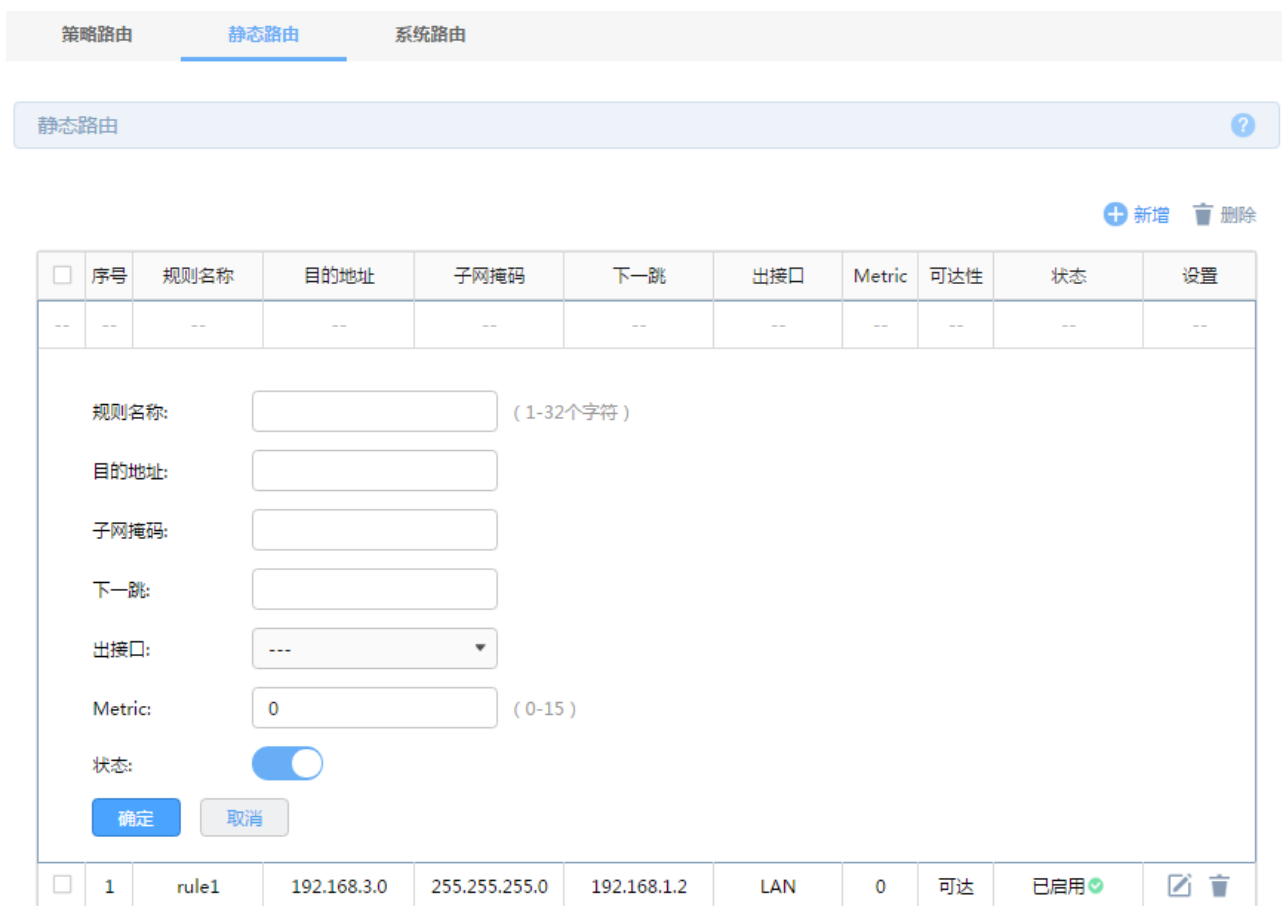 策略路由 静态路由 系统路由
静态路由 ?
新增 删除
序号 规则名称 目的地址 子网掩码 下一跳 出接口 Metric 可达性 状态 设置
-- -- -- -- -- -- -- -- -- -- --
规则名称: (1-32个字符)
目的地址:
子网掩码:
下一跳:
出接口: ---
Metric: 0 (0-15)
状态:
确定 取消
1 rule1 192.168.3.0 255.255.255.0 192.168.1.2 LAN 0 可达 已启用